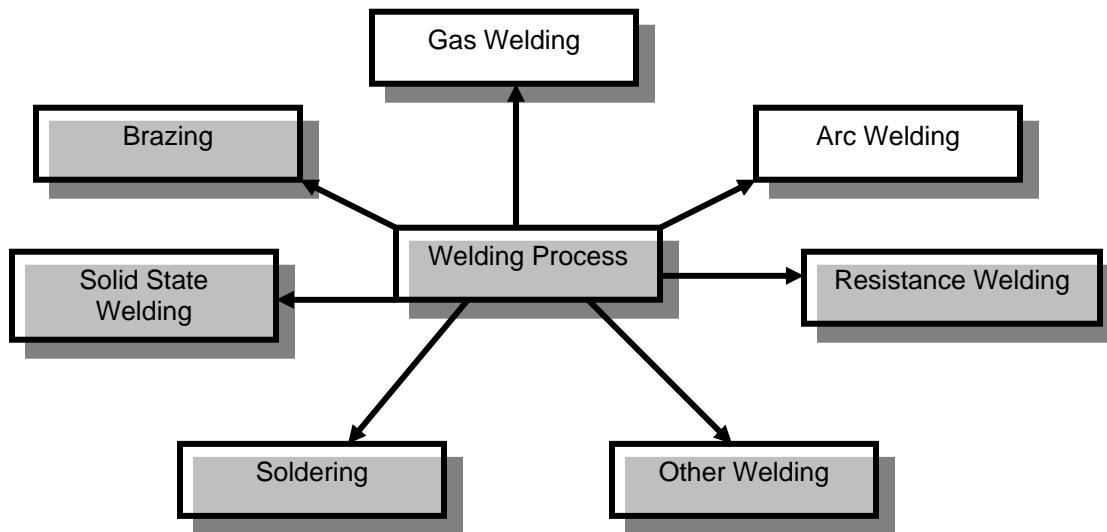 Gas Welding
Brazing
Arc Welding
Welding Process
Solid State
Welding
Resistance Welding
Soldering
Other Welding